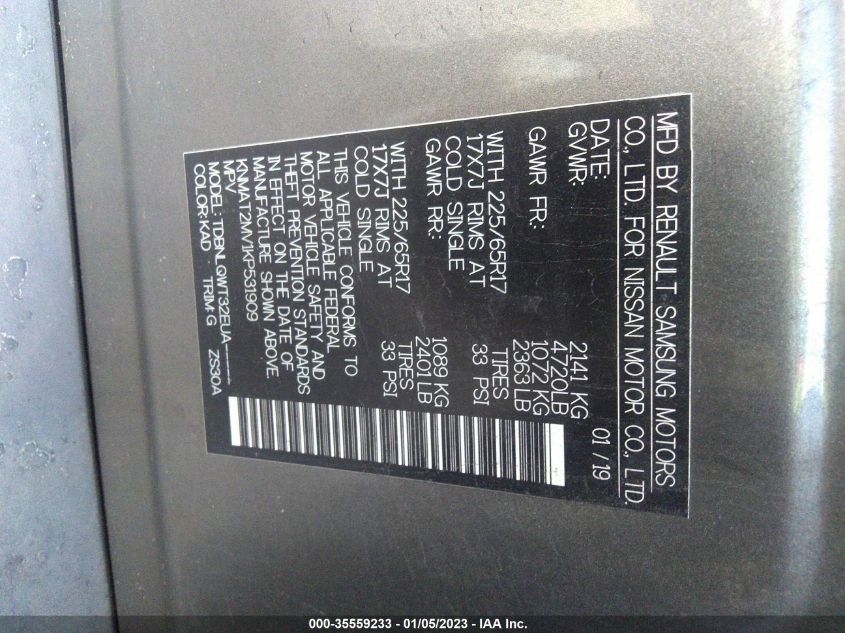 MFD BY RENAULT SAMSUNG MOTORS
CO., LTD. FOR NISSAN MOTOR CO., LTD.
DATE: 01 / 19
GVWR: 2141 KG
4720LB
GAWR FR: 1072 KG
2363 LB
WITH 225/65R17 TIRES
17X7J RIMS AT 33 PSI
COLD SINGLE
GAWR RR: 1089 KG
2401 LB
WITH 225/65R17 TIRES
17X7J RIMS AT 33 PSI
COLD SINGLE
THIS VEHICLE CONFORMS TO
ALL APPLICABLE FEDERAL
MOTOR VEHICLE SAFETY AND
THEFT PREVENTION STANDARDS
IN EFFECT ON THE DATE OF
MANUFACTURE SHOWN ABOVE.
KNMAT2MV1KP531909
MPV
MODEL: TDBNLQWT32EUA--------
COLOR:KAD TRIM:G ZS30A
000-35559233 - 01/05/2023 - IAA Inc.